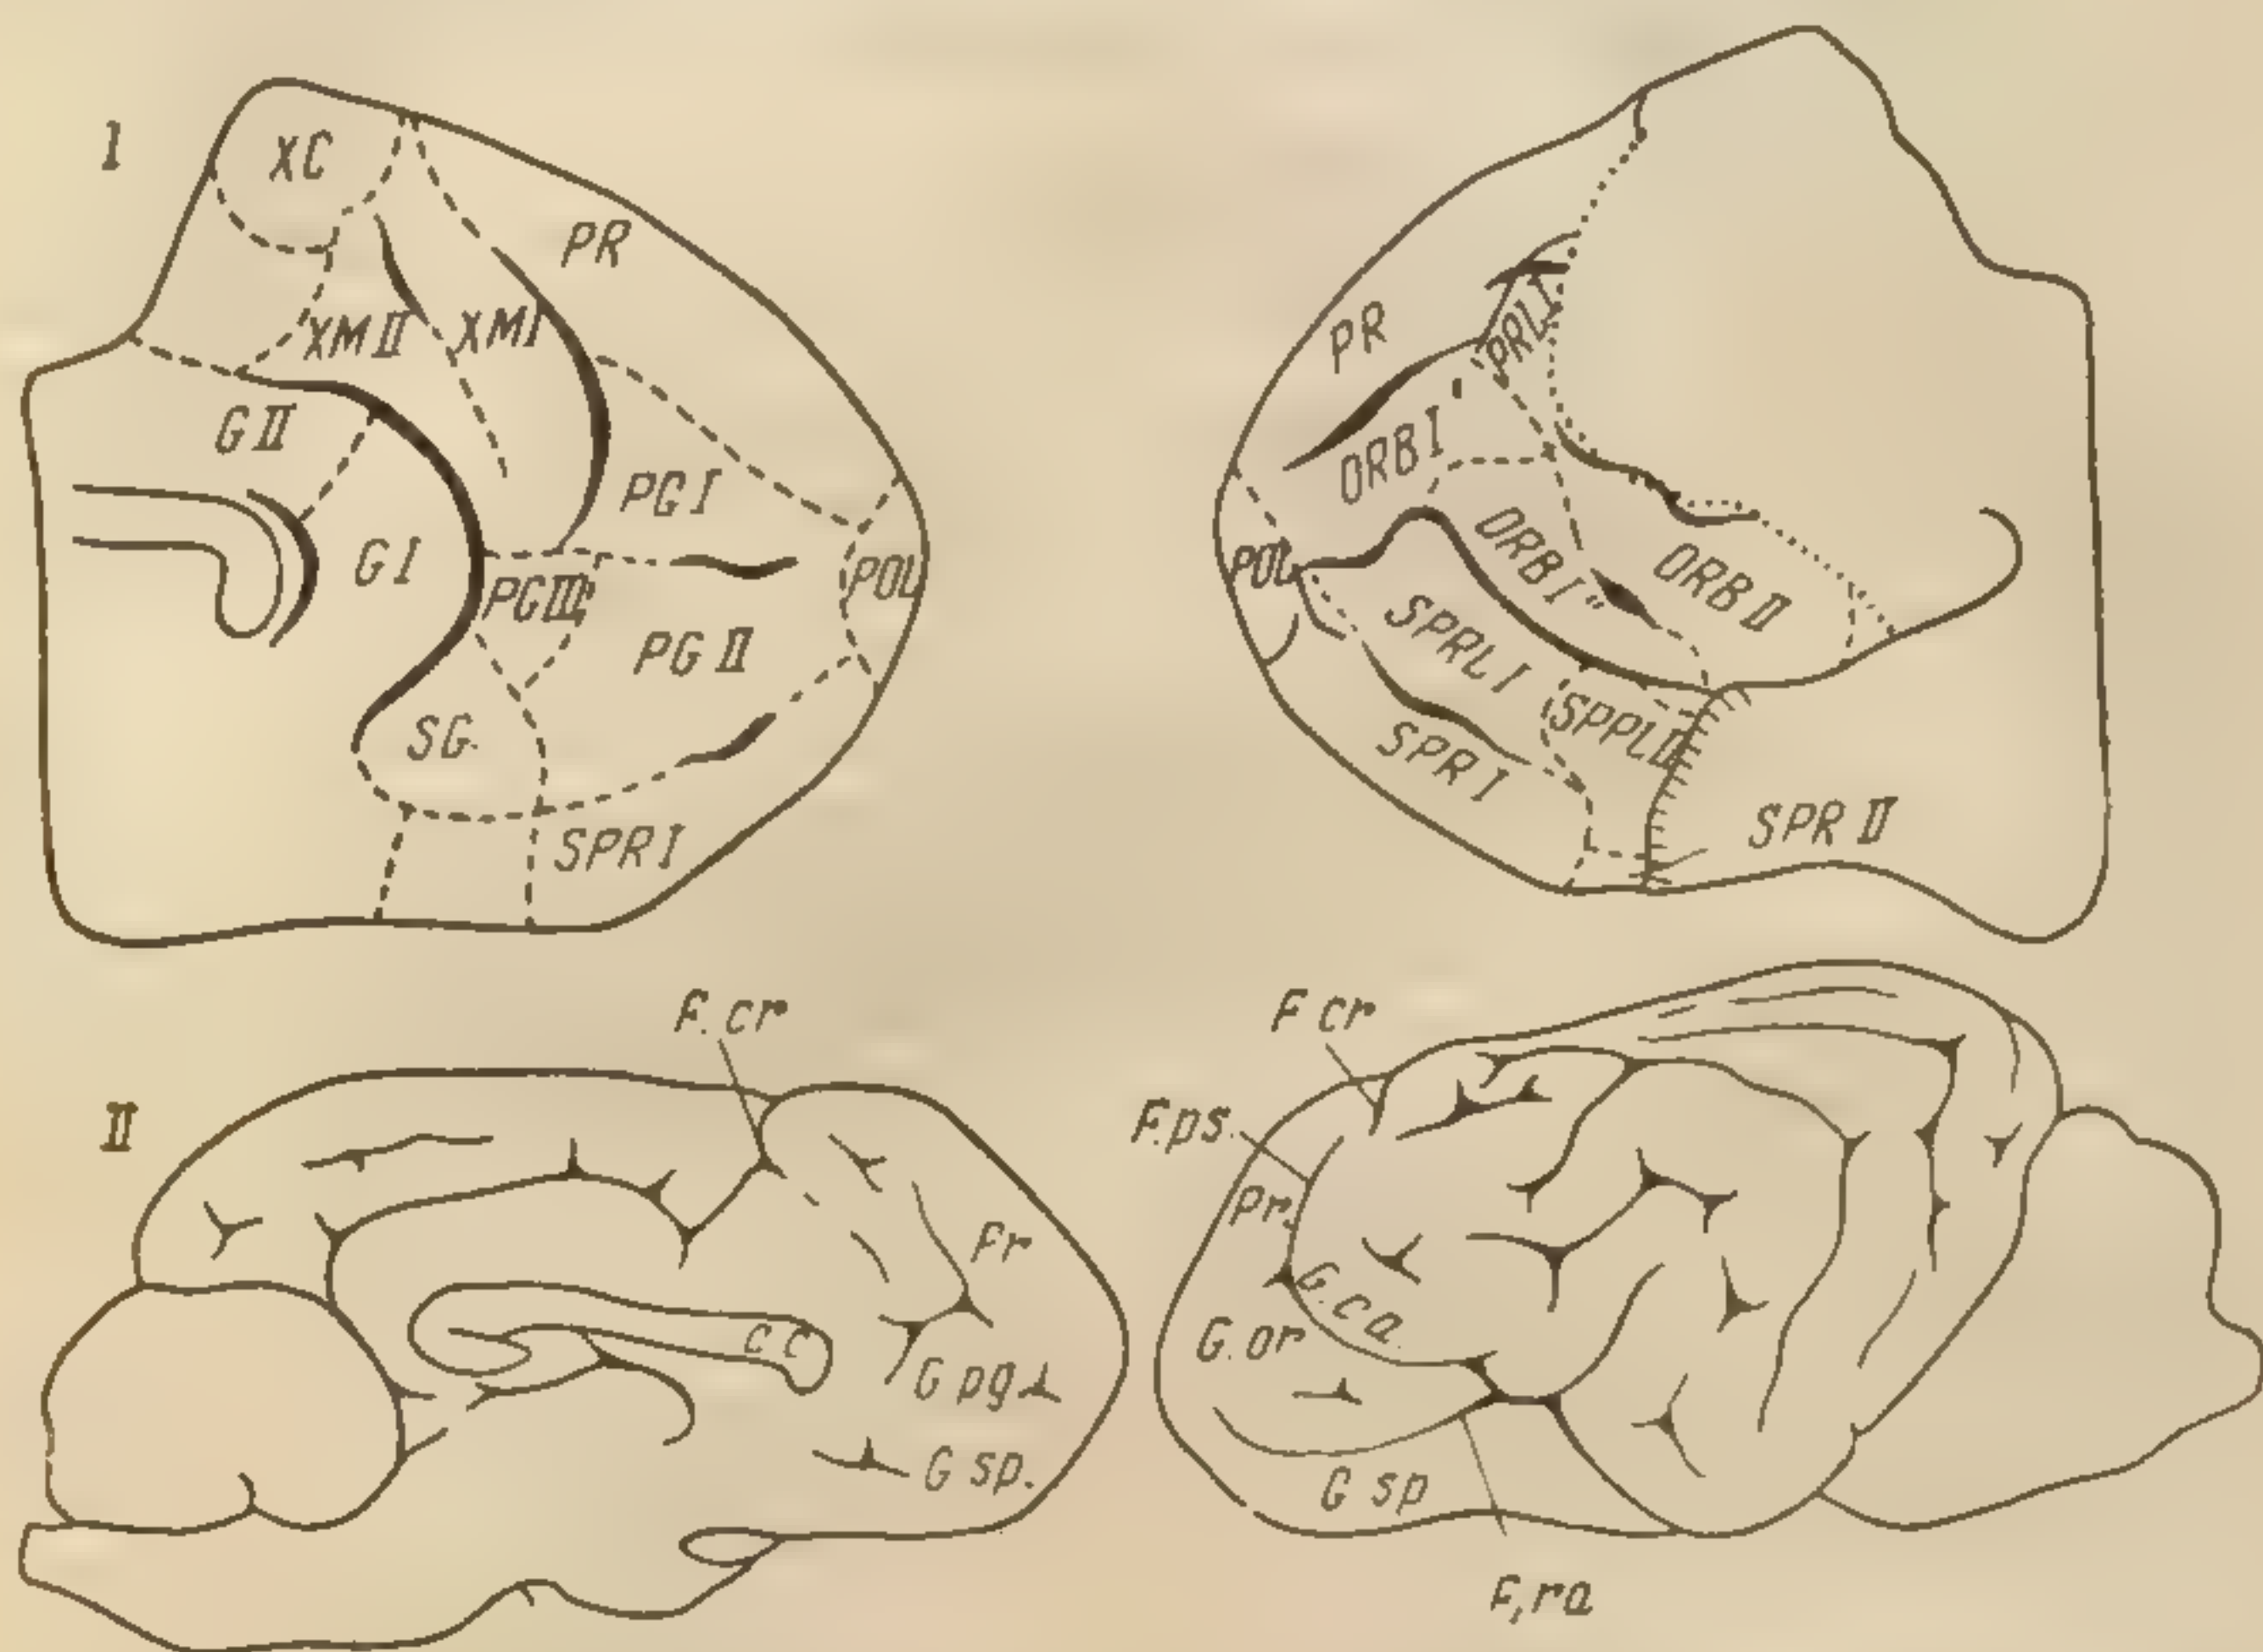 I
XC
PR
XM II
XM I
G II
PG I
G I
PG III
POL
PG II
SG.
SPR I
PR
PRL I
ORB I'
ORB I"
ORB II
POL
SPRL I
SPPL II
SPR I
SPR II
II
F. cr
Pr
C C
G pg
G sp.
F cr
F.ps.
Pr.
G. ca.
G. or
G sp
F, ra